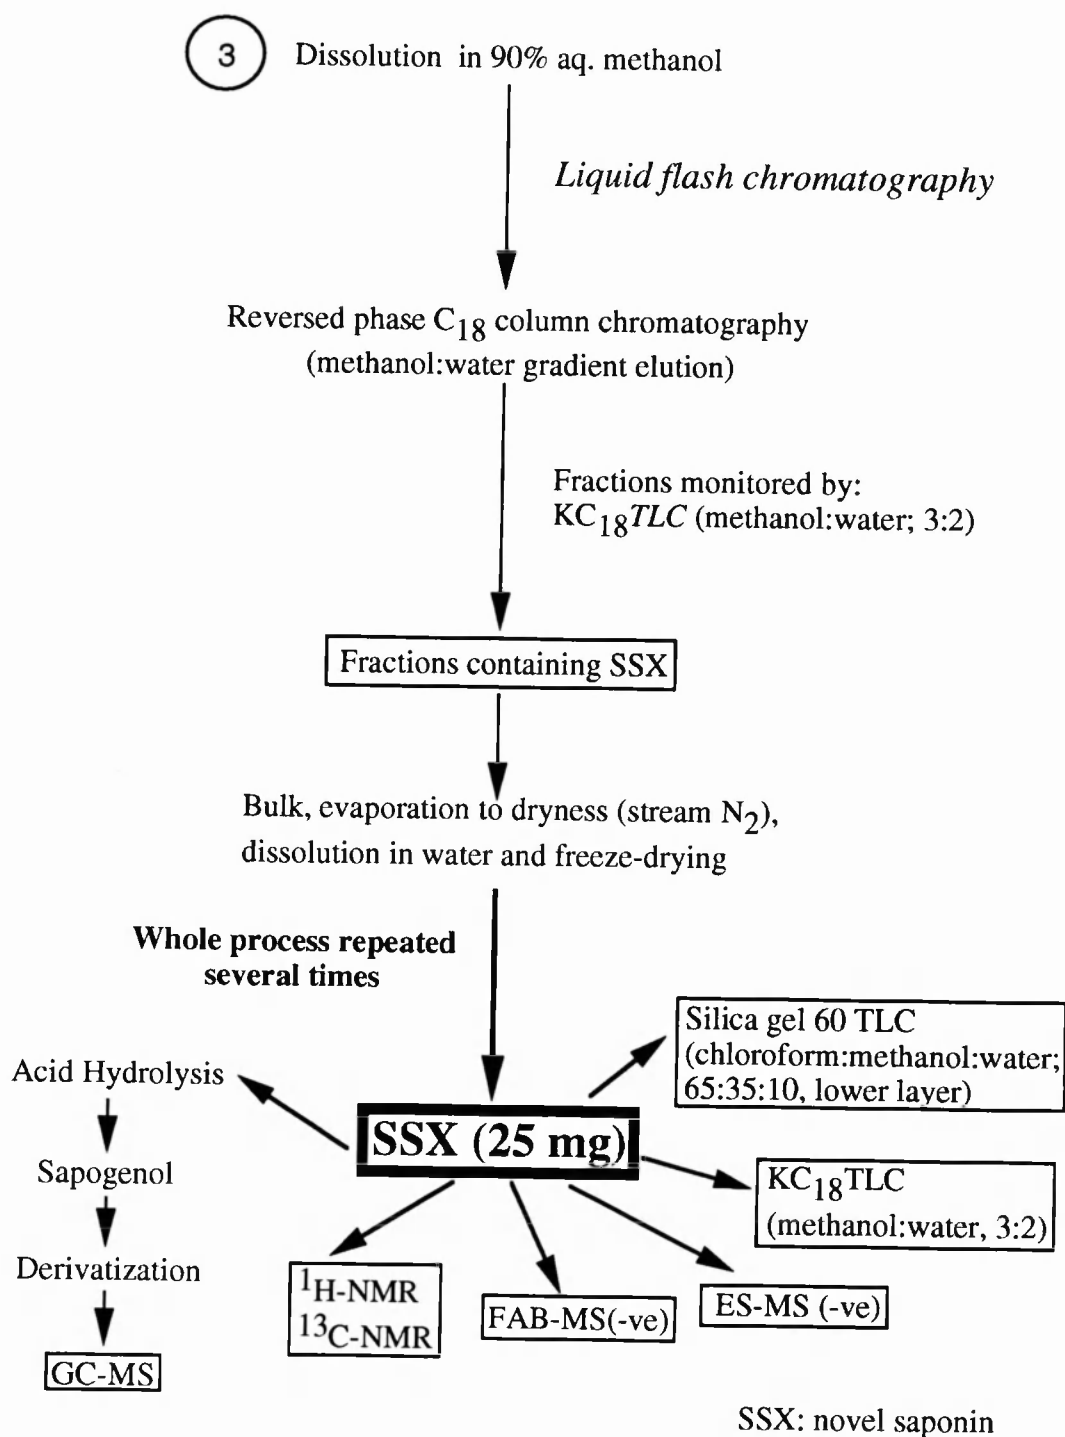 3 Dissolution in 90% aq. methanol
Liquid flash chromatography
Reversed phase C18 column chromatography
(methanol:water gradient elution)
Fractions monitored by:
KC18TLC (methanol:water; 3:2)
Fractions containing SSX
Bulk, evaporation to dryness (stream N2),
dissolution in water and freeze-drying
Whole process repeated
several times
Silica gel 60 TLC
(chloroform:methanol:water;
65:35:10, lower layer)
Acid Hydrolysis
SSX (25 mg)
Sapogenol
KC18TLC
(methanol:water, 3:2)
Derivatization
1H-NMR
13C-NMR
FAB-MS(-ve)
ES-MS (-ve)
GC-MS
SSX: novel saponin